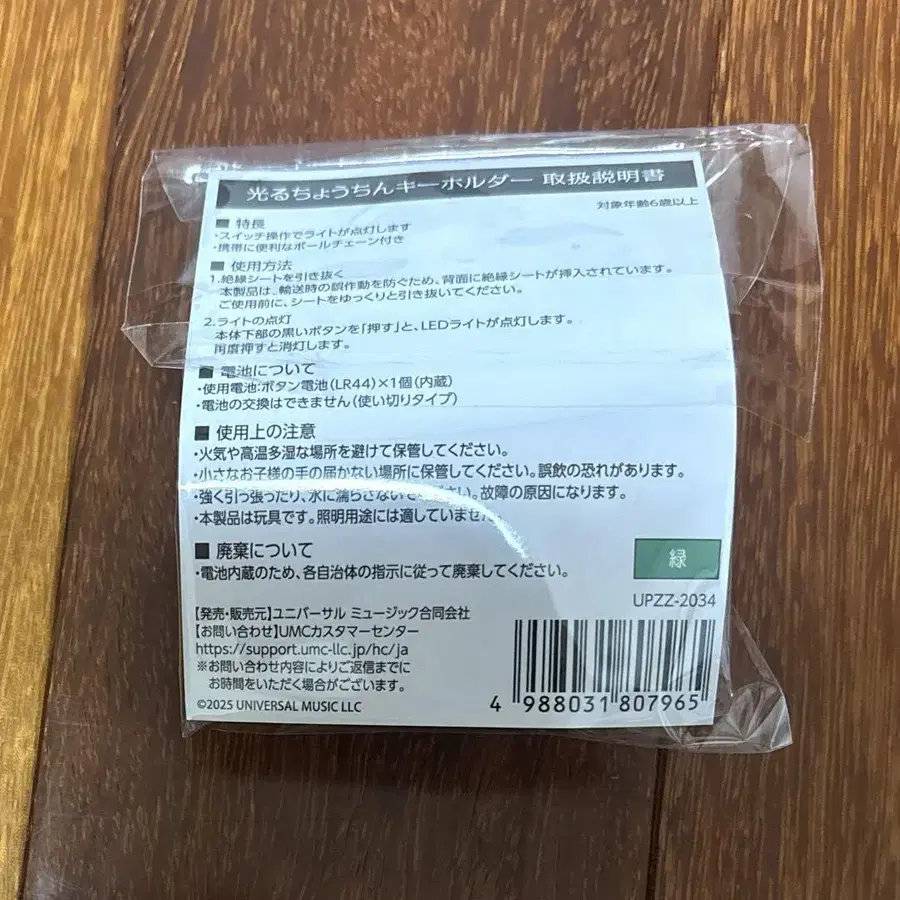 光るちょうちんキーホルダー 取扱説明書
対象年齢6歳以上
■ 特長
・スイッチ操作でライトが点灯します
・携帯に便利なボールチェーン付き
■ 使用方法
1.絶縁シートを引き抜く
本製品は、輸送時の誤作動を防ぐため、背面に絶縁シートが挿入されています。
ご使用前に、シートをゆっくりと引き抜いてください。
2.ライトの点灯
本体下部の黒いボタンを「押す」と、LEDライトが点灯します。
再度押すと消灯します。
■ 電池について
・使用電池:ボタン電池(LR44)×1個(内蔵)
・電池の交換はできません(使い切りタイプ)
■ 使用上の注意
・火気や高温多湿な場所を避けて保管してください。
・小さなお子様の手の届かない場所に保管してください。誤飲の恐れがあります。
・強く引っ張ったり、水に濡らさないでください。故障の原因になります。
・本製品は玩具です。照明用途には適していません
■ 廃棄について
・電池内蔵のため、各自治体の指示に従って廃棄してください。
緑
UPZZ-2034
【発売・販売元】ユニバーサル ミュージック合同会社
【お問い合わせ】UMCカスタマーセンター
https://support.umc-llc.jp/hc/ja
※お問い合わせ内容によりご返信までに
お時間をいただく場合がございます。
©2025 UNIVERSAL MUSIC LLC
4 988031 807965